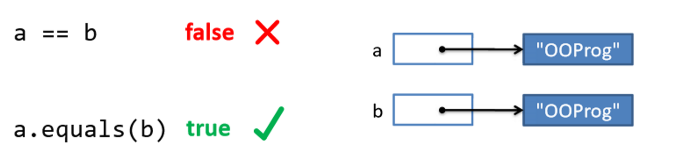 a == b false
a "OOProg"
b "OOProg"
a.equals(b) true